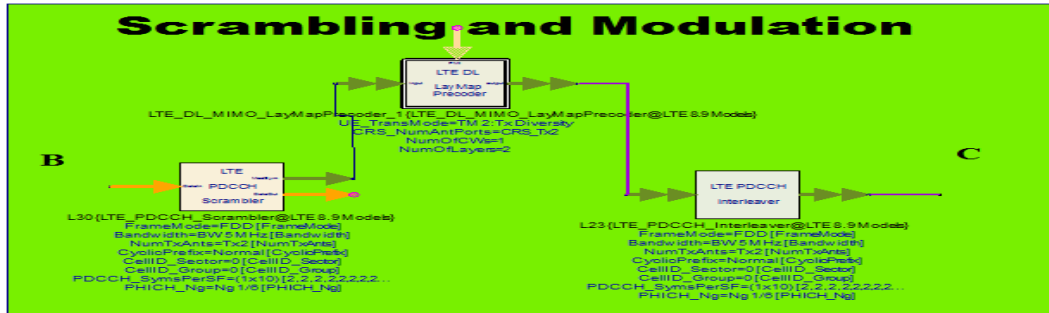 Scrambling and Modulation
LTE DL
Lay Map
Precoder
LTE_DL_MIMO_LayMapPrecoder_1 {LTE_DL_MIMO_LayMapPrecoder@LTE 8.9 Models}
UE_TransMode=TM 2: Tx Diversity
CRS_NumAntPorts=CRS_Tx2
NumOfCWs=1
NumOfLayers=2
B
C
LTE
PDCCH
Scrambler
L30 {LTE_PDCCH_Scrambler@LTE 8.9 Models}
FrameMode=FDD [FrameMode]
Bandwidth=BW 5 MHz [Bandwidth]
NumTxAnts=Tx2 [NumTxAnts]
CyclicPrefix=Normal [CyclicPrefix]
CellID_Sector=0 [CellID_Sector]
CellID_Group=0 [CellID_Group]
PDCCH_SymsPerSF=(1x10) [2,2,2,2,2,2,2,2...
PHICH_Ng=Ng 1/6 [PHICH_Ng]
LTE PDCCH
Interleaver
L23 {LTE_PDCCH_Interleaver@LTE 8.9 Models}
FrameMode=FDD [FrameMode]
Bandwidth=BW 5 MHz [Bandwidth]
NumTxAnts=Tx2 [NumTxAnts]
CyclicPrefix=Normal [CyclicPrefix]
CellID_Sector=0 [CellID_Sector]
CellID_Group=0 [CellID_Group]
PDCCH_SymsPerSF=(1x10) [2,2,2,2,2,2,2,2...
PHICH_Ng=Ng 1/6 [PHICH_Ng]